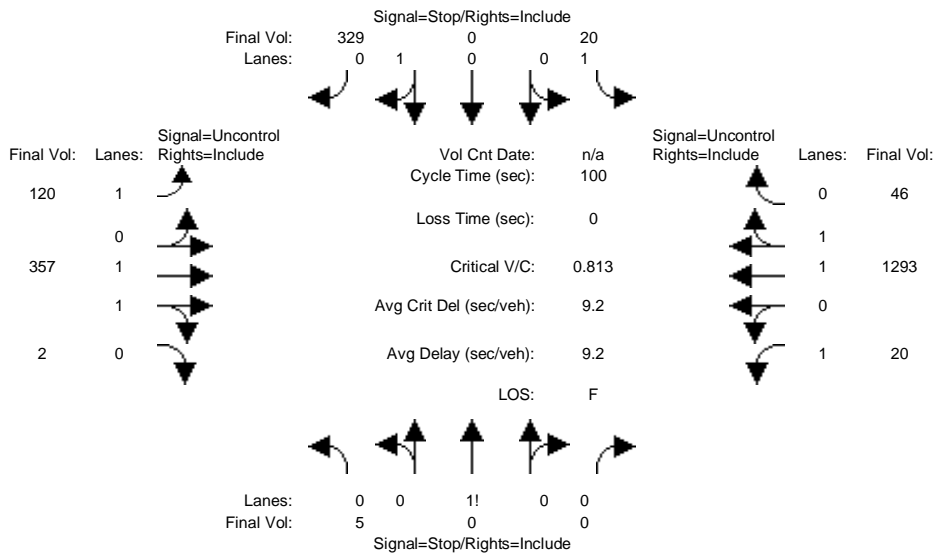 Signal=Stop/Rights=Include
Final Vol: 329 0 20
Lanes: 0 1 0 0 1
Signal=Uncontrol
Final Vol: Lanes: Rights=Include
Vol Cnt Date: n/a
Signal=Uncontrol
Rights=Include Lanes: Final Vol:
Cycle Time (sec): 100
120 1
0 46
Loss Time (sec): 0
0
1
357 1
Critical V/C: 0.813
1 1293
1
Avg Crit Del (sec/veh): 9.2
0
2 0
Avg Delay (sec/veh): 9.2
1 20
LOS: F
Lanes: 0 0 1! 0 0
Final Vol: 5 0 0
Signal=Stop/Rights=Include